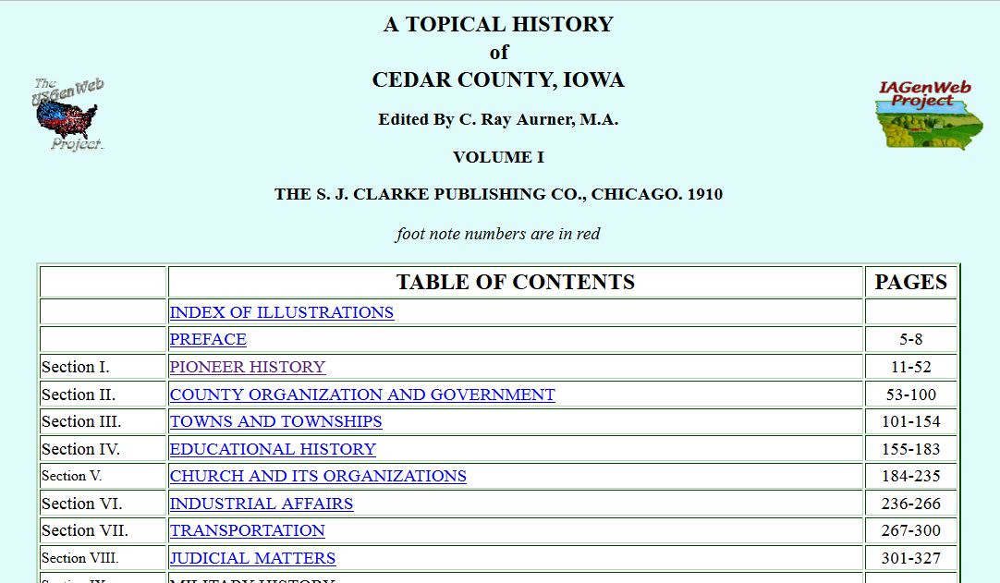 A TOPICAL HISTORY
of
CEDAR COUNTY, IOWA
Edited By C. Ray Aurner, M.A.
VOLUME I
THE S. J. CLARKE PUBLISHING CO., CHICAGO. 1910
foot note numbers are in red
The
USGenWeb
Project
IAGenWeb
Project
TABLE OF CONTENTS PAGES
INDEX OF ILLUSTRATIONS
PREFACE 5-8
Section I. PIONEER HISTORY 11-52
Section II. COUNTY ORGANIZATION AND GOVERNMENT 53-100
Section III. TOWNS AND TOWNSHIPS 101-154
Section IV. EDUCATIONAL HISTORY 155-183
Section V. CHURCH AND ITS ORGANIZATIONS 184-235
Section VI. INDUSTRIAL AFFAIRS 236-266
Section VII. TRANSPORTATION 267-300
Section VIII. JUDICIAL MATTERS 301-327
Section IX. MILITARY HISTORY